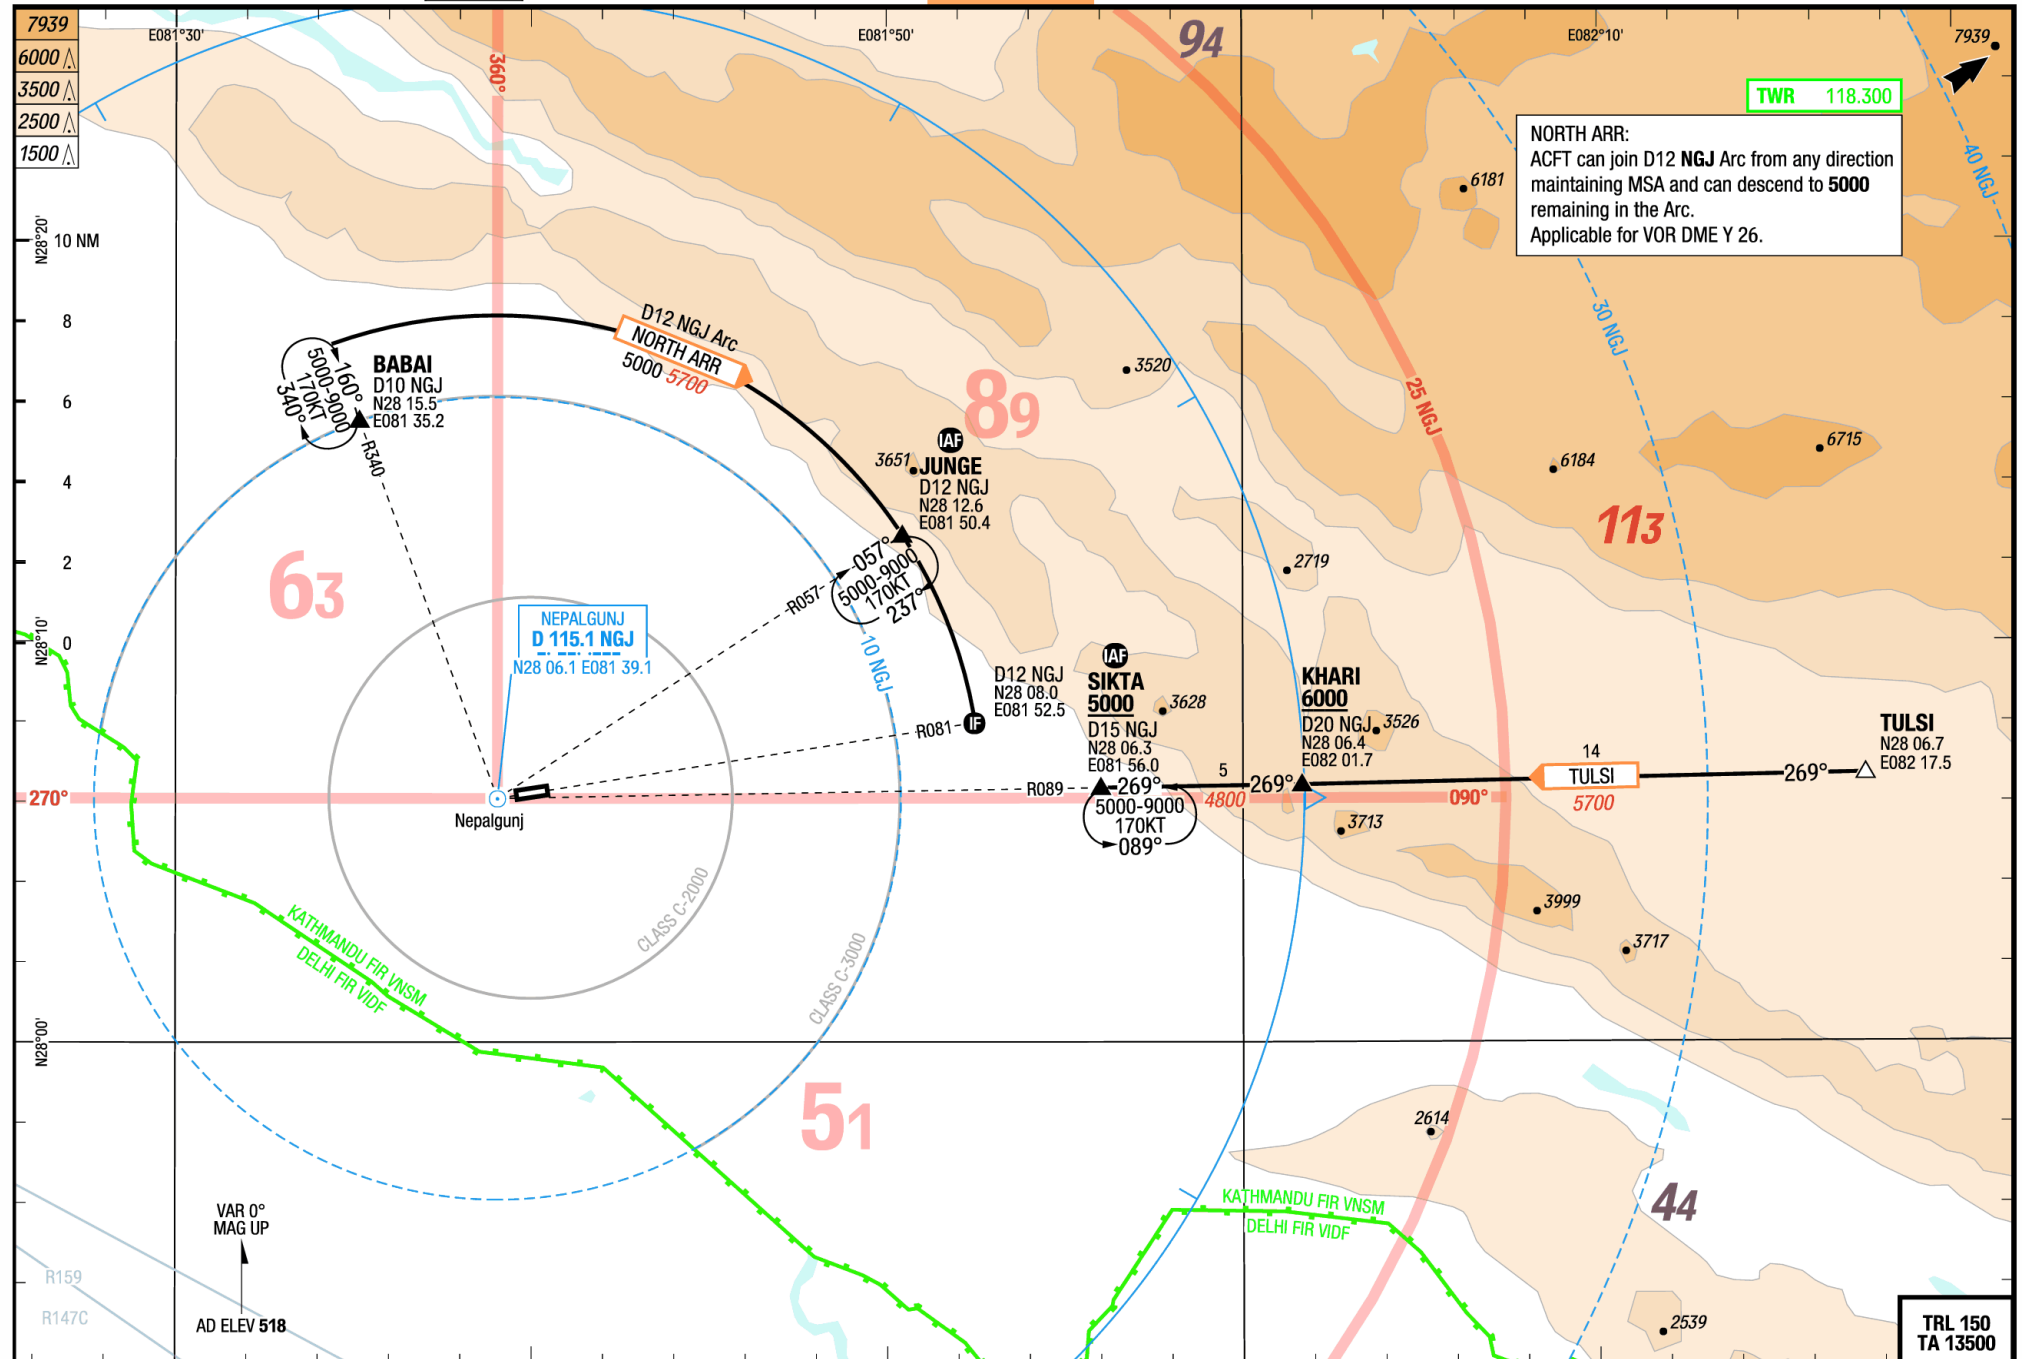 7939
6000
3500
2500
1500
E081°30'
E081°50'
E082°10'
360°
94
7939
TWR 118.300
NORTH ARR:
ACFT can join D12 NGJ Arc from any direction
maintaining MSA and can descend to 5000
remaining in the Arc.
Applicable for VOR DME Y 26.
40 NGJ
6181
N28°20'
10 NM
8
6
4
2
0
N28°10'
N28°00'
D12 NGJ Arc
NORTH ARR
5000 5700
30 NGJ
25 NGJ
3520
89
BABAI
D10 NGJ
N28 15.5
E081 35.2
160°
5000-9000
170KT
340°
R340
IAF
3651
JUNGE
D12 NGJ
N28 12.6
E081 50.4
6715
6184
113
63
2719
057°
5000-9000
170KT
237°
R057
10 NGJ
NEPALGUNJ
D 115.1 NGJ
N28 06.1 E081 39.1
D12 NGJ
N28 08.0
E081 52.5
IF
R081
IAF
SIKTA
5000
D15 NGJ
N28 06.3
E081 56.0
3628
KHARI
6000
D20 NGJ
N28 06.4
E082 01.7
3526
TULSI
N28 06.7
E082 17.5
14
TULSI
5700
269°
5
269°
4800
R089
269°
5000-9000
170KT
089°
090°
270°
Nepalgunj
3713
3999
3717
CLASS C-2000
CLASS C-3000
KATHMANDU FIR VNSM
DELHI FIR VIDF
51
2614
KATHMANDU FIR VNSM
DELHI FIR VIDF
44
VAR 0°
MAG UP
AD ELEV 518
R159
R147C
2539
TRL 150
TA 13500